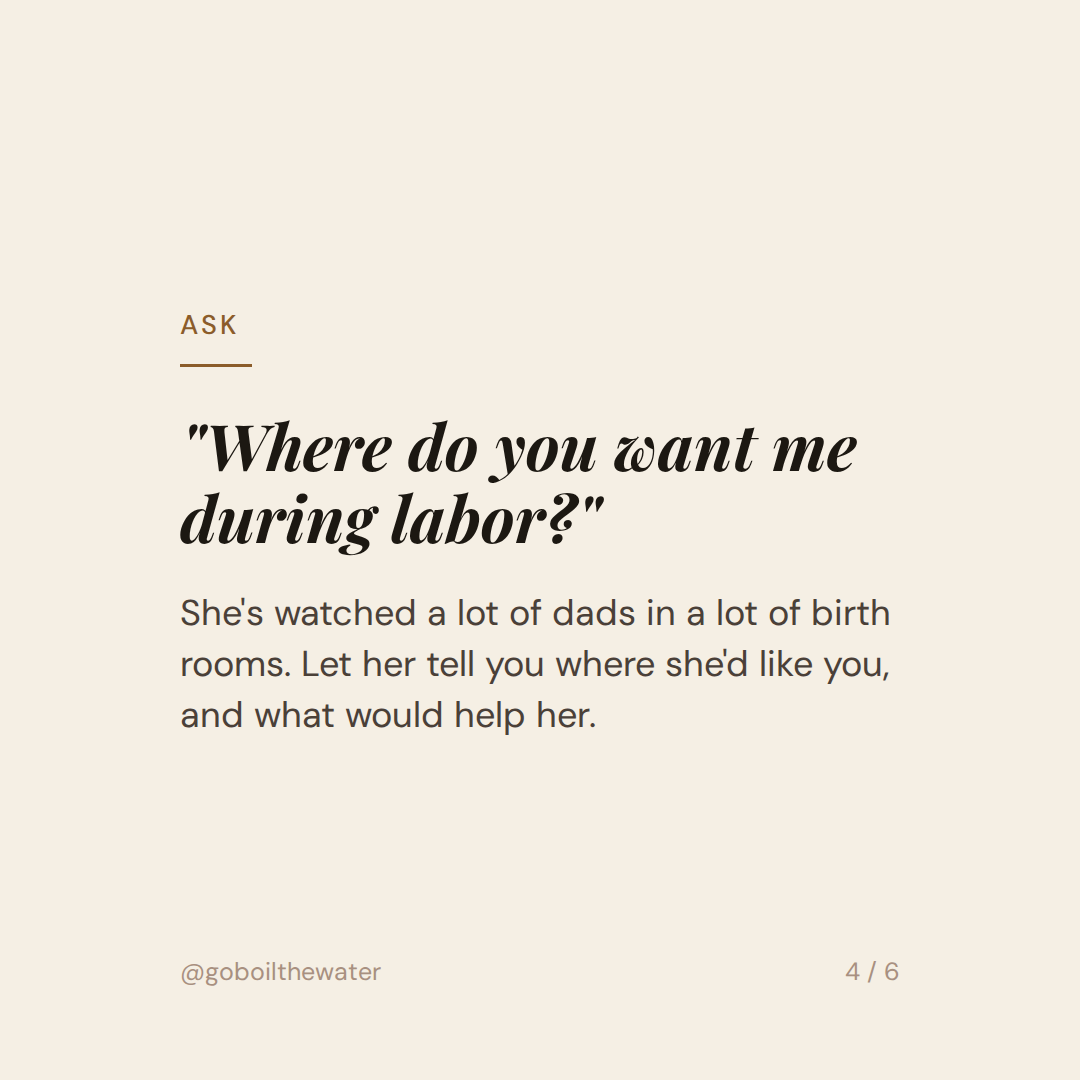 ASK
"Where do you want me
during labor?"
She's watched a lot of dads in a lot of birth
rooms. Let her tell you where she'd like you,
and what would help her.
@goboilthewater
4 / 6